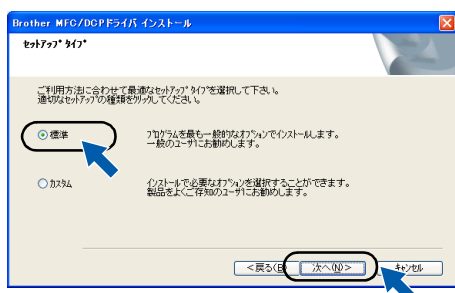 Brother MFC/DCPドライバ インストール
セットアップ タイプ
ご利用方法に合わせて最適なセットアップ タイプを選択して下さい。
適切なセットアップの種類をクリックしてください。
標準
プログラムを最も一般的なオプションでインストールします。
一般のユーザにお勧めします。
カスタム
インストールで必要なオプションを選択することができます。
製品をよくご存知のユーザにお勧めします。
<戻る(B) 次へ(N)> キャンセル